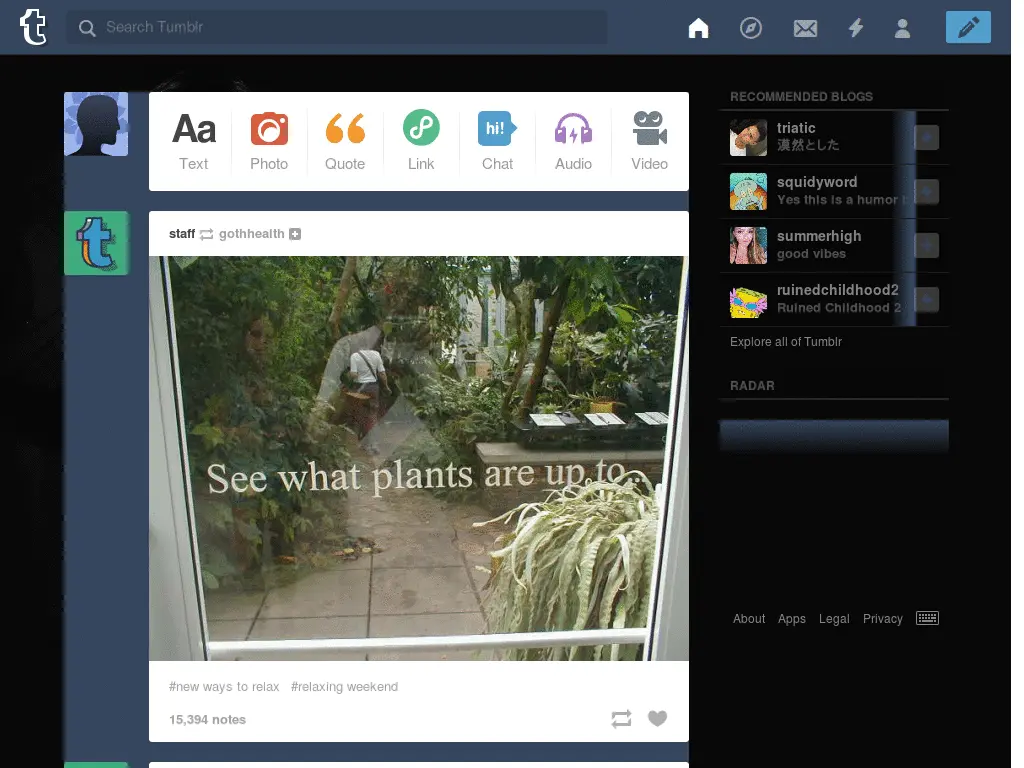 Search Tumblr
Aa
Text
Photo
Quote
Link
hi!
Chat
Audio
Video
staff gothhealth
See what plants are up to...
#new ways to relax #relaxing weekend
15,394 notes
RECOMMENDED BLOGS
triatic
漠然とした
squidyword
Yes this is a humor
summerhigh
good vibes
ruinedchildhood2
Ruined Childhood 2
Explore all of Tumblr
RADAR
About Apps Legal Privacy